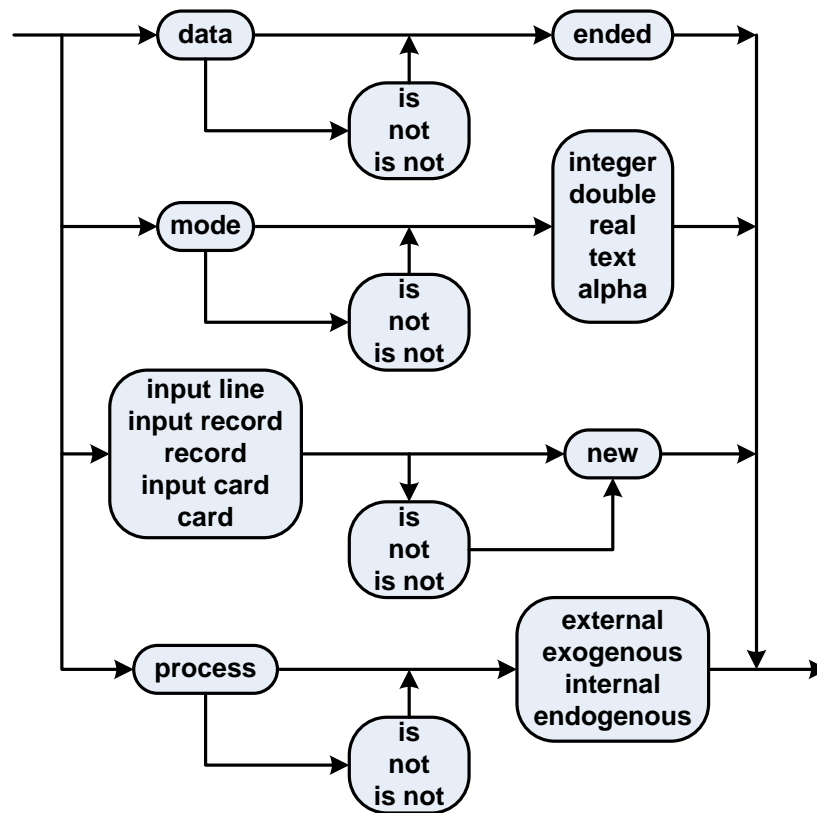 data
ended
is
not
is not
mode
integer
double
real
text
alpha
is
not
is not
input line
input record
record
input card
card
new
is
not
is not
process
external
exogenous
internal
endogenous
is
not
is not